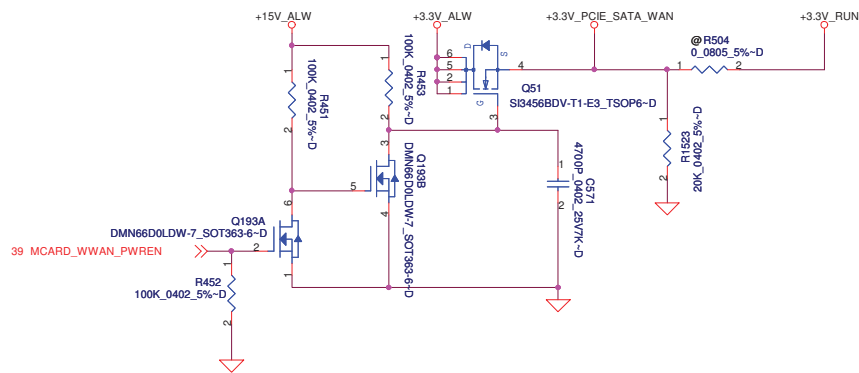 +15V_ALW
+3.3V_ALW
+3.3V_PCIE_SATA_WAN
+3.3V_RUN
1
R451
100K_0402_5%~D
2
1
R453
100K_0402_5%~D
2
6
5
2
1
D
S
G
4
3
Q51
SI3456BDV-T1-E3_TSOP6~D
@R504
0_0805_5%~D
1
2
1
R1523
20K_0402_5%~D
2
1
C571
4700P_0402_25V7K~D
2
3
Q193B
DMN66D0LDW-7_SOT363-6~D
5
4
6
Q193A
DMN66D0LDW-7_SOT363-6~D
2
1
39 MCARD_WWAN_PWREN
1
R452
100K_0402_5%~D
2